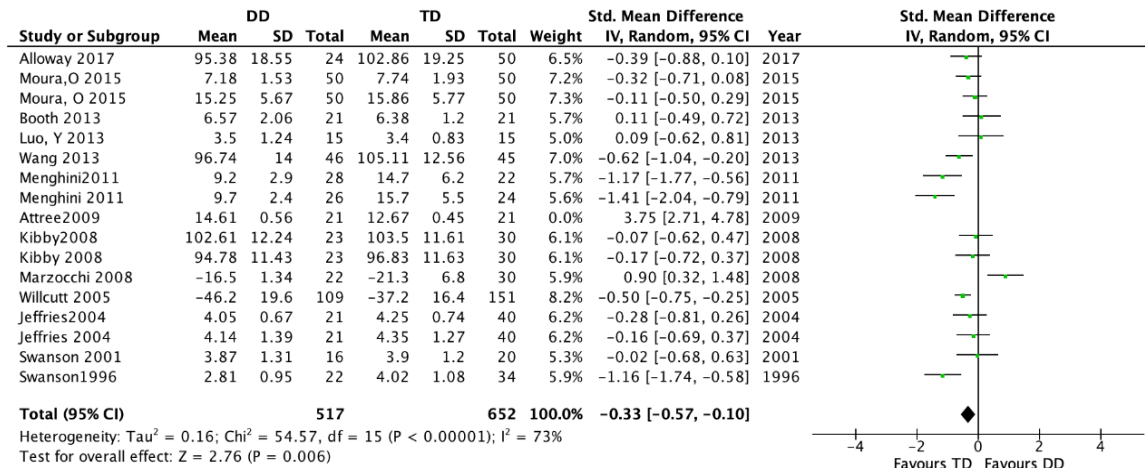 DD TD Std. Mean Difference Std. Mean Difference
Study or Subgroup Mean SD Total Mean SD Total Weight IV, Random, 95% CI Year IV, Random, 95% CI
Alloway 2017 95.38 18.55 24 102.86 19.25 50 6.5% −0.39 [−0.88, 0.10] 2017
Moura,O 2015 7.18 1.53 50 7.74 1.93 50 7.2% −0.32 [−0.71, 0.08] 2015
Moura, O 2015 15.25 5.67 50 15.86 5.77 50 7.3% −0.11 [−0.50, 0.29] 2015
Booth 2013 6.57 2.06 21 6.38 1.2 21 5.8% 0.11 [−0.49, 0.72] 2013
Luo, Y 2013 3.5 1.24 15 3.4 0.83 15 5.0% 0.09 [−0.62, 0.81] 2013
Wang 2013 96.74 14 46 105.11 12.56 45 7.0% −0.62 [−1.04, −0.20] 2013
Menghini2011 9.2 2.9 28 14.7 6.2 22 5.7% −1.17 [−1.77, −0.56] 2011
Menghini 2011 9.7 2.4 26 15.7 5.5 24 5.6% −1.41 [−2.04, −0.79] 2011
Attree2009 14.61 0.56 21 12.67 0.45 21 0.0% 3.75 [2.71, 4.78] 2009
Kibby2008 102.61 12.24 23 103.5 11.61 30 6.1% −0.07 [−0.62, 0.47] 2008
Kibby 2008 94.78 11.43 23 96.83 11.63 30 6.1% −0.17 [−0.72, 0.37] 2008
Marzocchi 2008 −16.5 1.34 22 −21.3 6.8 30 5.9% 0.90 [0.32, 1.48] 2008
Willcutt 2005 −46.2 19.6 109 −37.2 16.4 151 8.2% −0.50 [−0.75, −0.25] 2005
Jeffries2004 4.05 0.67 21 4.25 0.74 40 6.2% −0.28 [−0.81, 0.26] 2004
Jeffries 2004 4.14 1.39 21 4.35 1.27 40 6.2% −0.16 [−0.69, 0.37] 2004
Swanson 2001 3.87 1.31 16 3.9 1.2 20 5.4% −0.02 [−0.68, 0.63] 2001
Swanson1996 2.81 0.95 22 4.02 1.08 34 5.9% −1.16 [−1.74, −0.58] 1996
Total (95% CI) 517 652 100.0% −0.33 [−0.57, −0.10]
Heterogeneity: Tau² = 0.16; Chi² = 54.57, df = 15 (P < 0.00001); I² = 73%
Test for overall effect: Z = 2.76 (P = 0.006)
−4 −2 0 2 4
Favours TD Favours DD